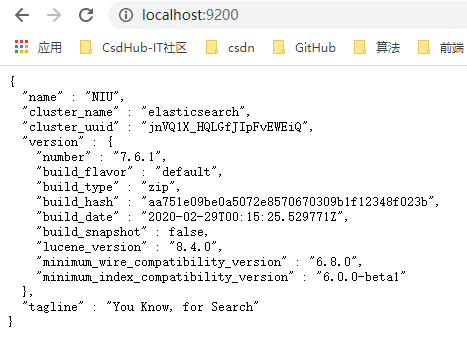 localhost:9200
应用 CsdHub-IT社区 csdn GitHub 算法 前端
{
"name" : "NIU",
"cluster_name" : "elasticsearch",
"cluster_uuid" : "jnVQ1X_HQLGfJIpFvEWEiQ",
"version" : {
"number" : "7.6.1",
"build_flavor" : "default",
"build_type" : "zip",
"build_hash" : "aa751e09be0a5072e8570670309b1f12348f023b",
"build_date" : "2020-02-29T00:15:25.529771Z",
"build_snapshot" : false,
"lucene_version" : "8.4.0",
"minimum_wire_compatibility_version" : "6.8.0",
"minimum_index_compatibility_version" : "6.0.0-beta1"
},
"tagline" : "You Know, for Search"
}